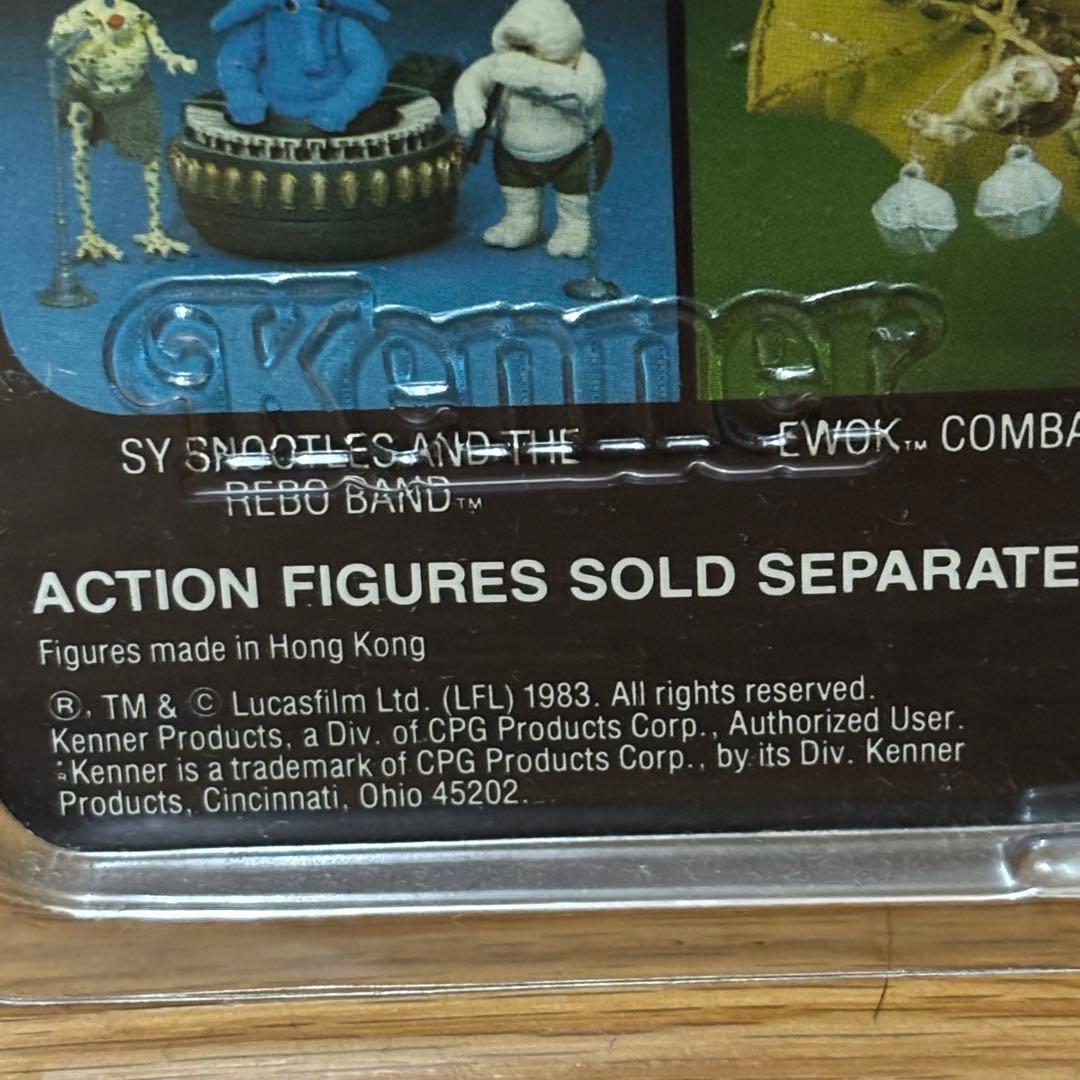 Kenner
SY SNOOTLES AND THE
REBO BAND™
EWOK™ COMBA
ACTION FIGURES SOLD SEPARATE
Figures made in Hong Kong
®, TM & © Lucasfilm Ltd. (LFL) 1983. All rights reserved.
Kenner Products, a Div. of CPG Products Corp., Authorized User.
Kenner is a trademark of CPG Products Corp., by its Div. Kenner
Products, Cincinnati, Ohio 45202.